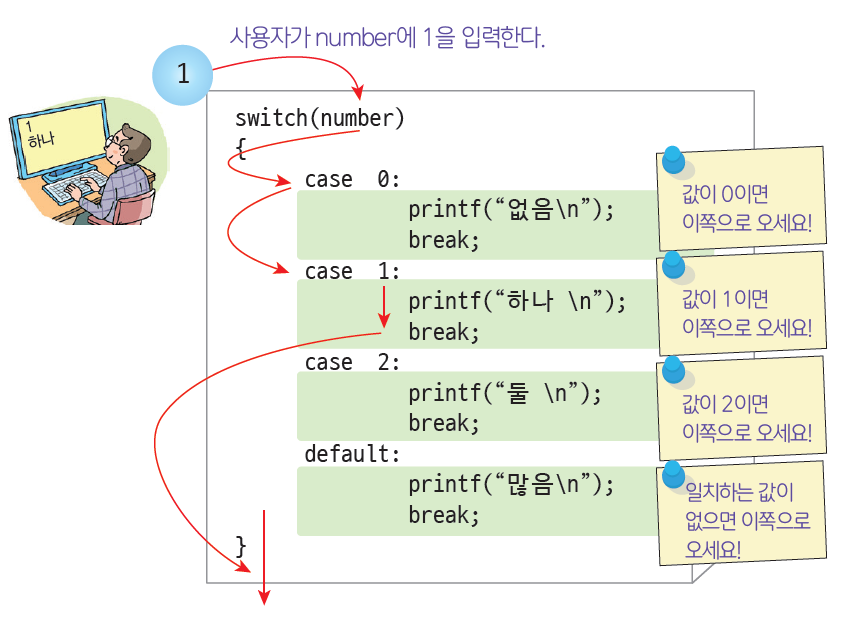 사용자가 number에 1을 입력한다.
1
1
하나
switch(number)
{
case 0:
printf(“없음\n”);
break;
값이 0이면
이쪽으로 오세요!
case 1:
printf(“하나 \n”);
break;
값이 1이면
이쪽으로 오세요!
case 2:
printf(“둘 \n”);
break;
값이 2이면
이쪽으로 오세요!
default:
printf(“많음\n”);
break;
일치하는 값이
없으면 이쪽으로
오세요!
}